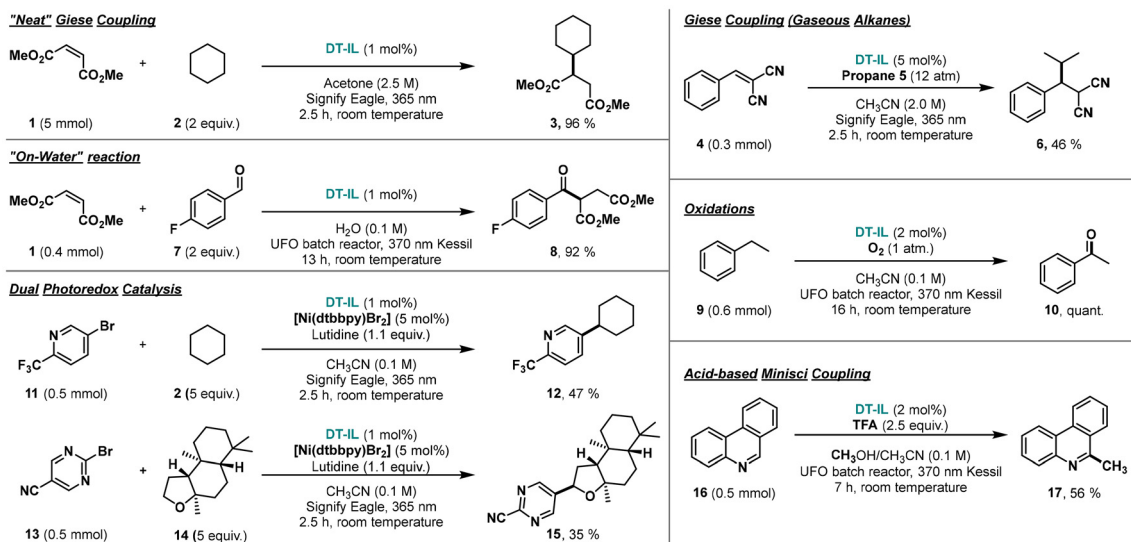 "Neat" Giese Coupling
MeO₂C
CO₂Me
+
DT-IL (1 mol%)
Acetone (2.5 M)
Signify Eagle, 365 nm
2.5 h, room temperature
MeO₂C
CO₂Me
1 (5 mmol)
2 (2 equiv.)
3, 96 %
"On-Water" reaction
MeO₂C
CO₂Me
+
O
F
DT-IL (1 mol%)
H₂O (0.1 M)
UFO batch reactor, 370 nm Kessil
13 h, room temperature
O
CO₂Me
CO₂Me
F
1 (0.4 mmol)
7 (2 equiv.)
8, 92 %
Dual Photoredox Catalysis
Br
N
F₃C
+
DT-IL (1 mol%)
[Ni(dtbbpy)Br₂] (5 mol%)
Lutidine (1.1 equiv.)
CH₃CN (0.1 M)
Signify Eagle, 365 nm
2.5 h, room temperature
N
F₃C
11 (0.5 mmol)
2 (5 equiv.)
12, 47 %
N
Br
N
CN
+
H
H
O
DT-IL (1 mol%)
[Ni(dtbbpy)Br₂] (5 mol%)
Lutidine (1.1 equiv.)
CH₃CN (0.1 M)
Signify Eagle, 365 nm
2.5 h, room temperature
H
H
O
N
CN
N
13 (0.5 mmol)
14 (5 equiv.)
15, 35 %
Giese Coupling (Gaseous Alkanes)
Ph
CN
CN
DT-IL (5 mol%)
Propane 5 (12 atm)
CH₃CN (2.0 M)
Signify Eagle, 365 nm
2.5 h, room temperature
CN
CN
4 (0.3 mmol)
6, 46 %
Oxidations
DT-IL (2 mol%)
O₂ (1 atm.)
CH₃CN (0.1 M)
UFO batch reactor, 370 nm Kessil
16 h, room temperature
O
9 (0.6 mmol)
10, quant.
Acid-based Minisci Coupling
N
DT-IL (2 mol%)
TFA (2.5 equiv.)
CH₃OH/CH₃CN (0.1 M)
UFO batch reactor, 370 nm Kessil
7 h, room temperature
N
CH₃
16 (0.5 mmol)
17, 56 %